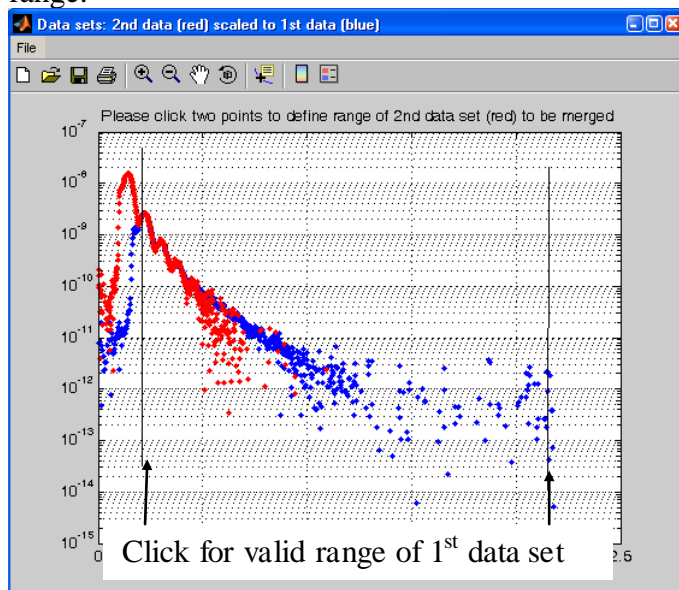 range.
Data sets: 2nd data (red) scaled to 1st data (blue)
File
Please click two points to define range of 2nd data set (red) to be merged
10^-7
10^-8
10^-9
10^-10
10^-11
10^-12
10^-13
10^-14
10^-15
0
2.5
Click for valid range of 1st data set